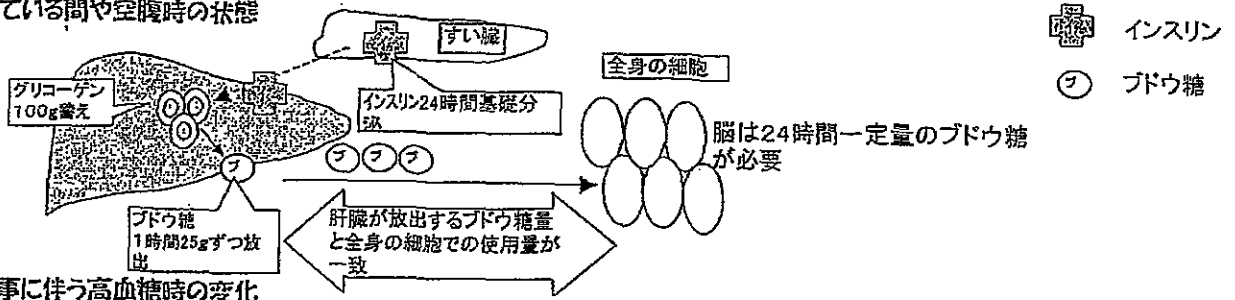 ている間や空腹時の状態
すい臓
インスリン
全身の細胞
ブドウ糖
グリコーゲン
100g蓄え
インスリン24時間基礎分
泌
脳は24時間一定量のブドウ糖
が必要
ブ
ブ ブ ブ
ブ
ブドウ糖
1時間25gずつ放
出
肝臓が放出するブドウ糖量
と全身の細胞での使用量が
一致
事に伴う高血糖時の変化